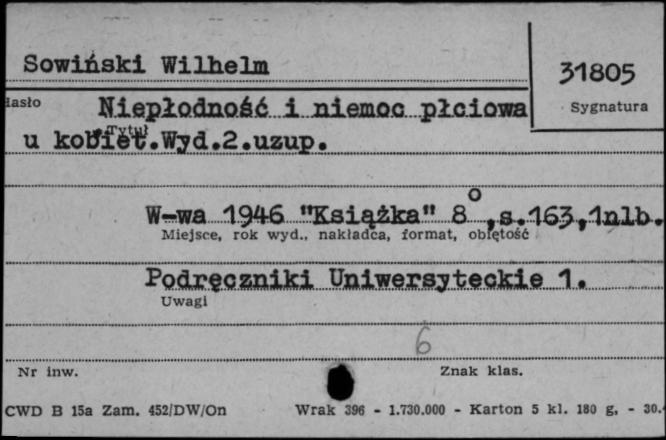 Sowiński Wilhelm
31805
Hasło Niepłodność i niemoc płciowa Sygnatura
Tytuł
u kobiet.Wyd.2.uzup.
W-wa 1946 "Książka" 8°,s.163,1nlb.
Miejsce, rok wyd., nakładca, format, objętość
Podręczniki Uniwersyteckie 1.
Uwagi
6
Nr inw. Znak klas.
CWD B 15a Zam. 452/DW/On Wrak 396 - 1.730.000 - Karton 5 kl. 180 g. - 30.